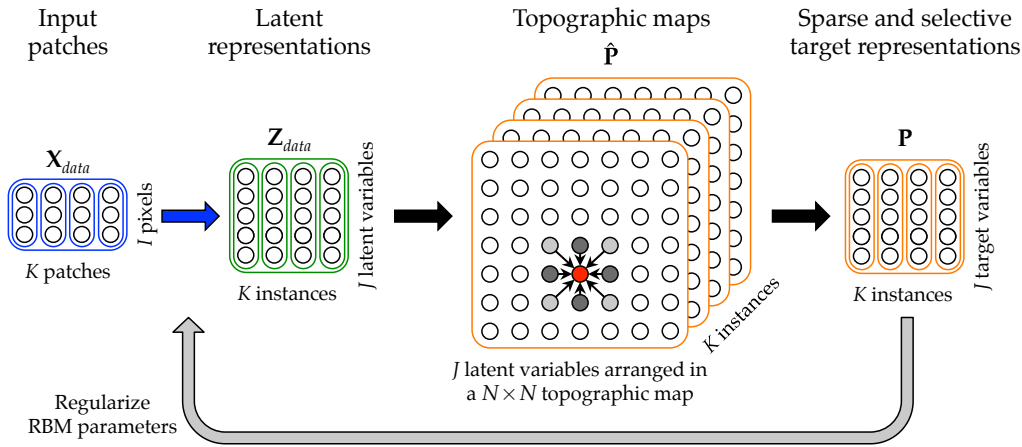 Input
patches
Latent
representations
Topographic maps
Sparse and selective
target representations
P̂
X_data
Z_data
P
I pixels
J latent variables
J target variables
K patches
K instances
K instances
K instances
J latent variables arranged in
a N × N topographic map
Regularize
RBM parameters